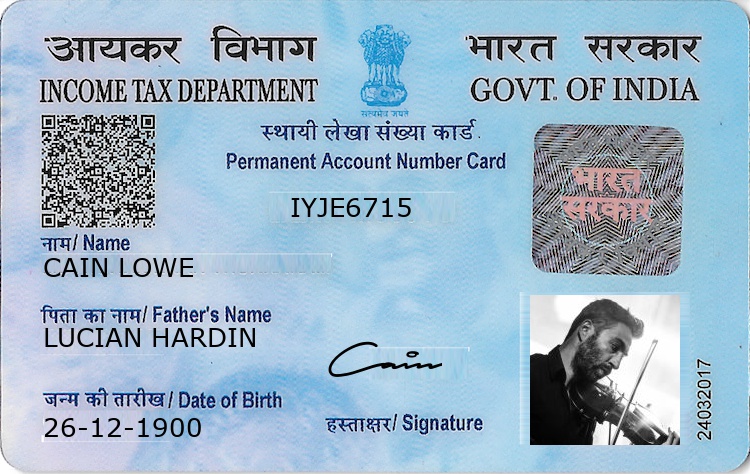 आयकर विभाग
INCOME TAX DEPARTMENT
सत्यमेव जयते
भारत सरकार
GOVT. OF INDIA
स्थायी लेखा संख्या कार्ड
Permanent Account Number Card
IYJE6715
भारत
सरकार
नाम/ Name
CAIN LOWE
पिता का नाम/ Father's Name
LUCIAN HARDIN
Cain
जन्म की तारीख/ Date of Birth
26-12-1900
हस्ताक्षर/ Signature
24032017